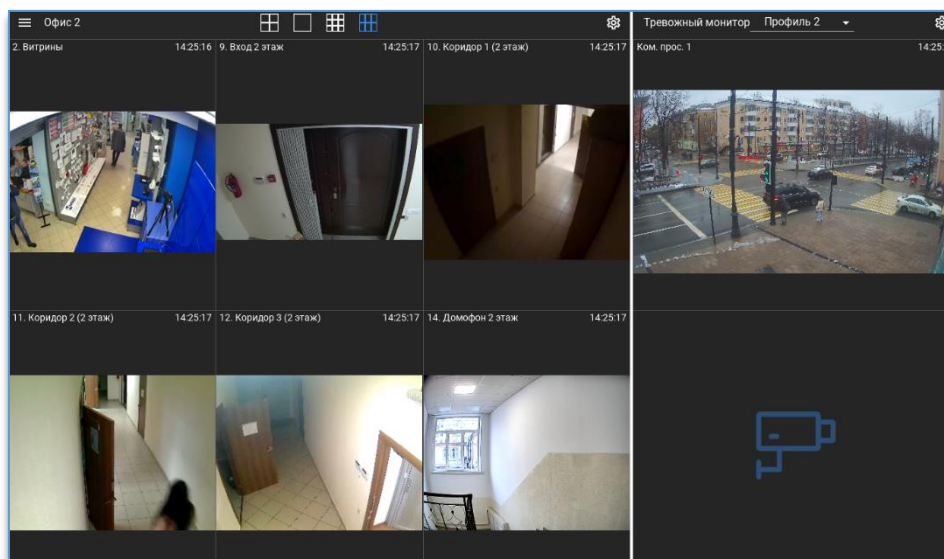 Офис 2
Тревожный монитор Профиль 2
2. Витрины 14:25:16
9. Вход 2 этаж 14:25:17
10. Коридор 1 (2 этаж) 14:25:17
Ком. прос. 1 14:25:
11. Коридор 2 (2 этаж) 14:25:17
12. Коридор 3 (2 этаж) 14:25:17
14. Домофон 2 этаж 14:25:17